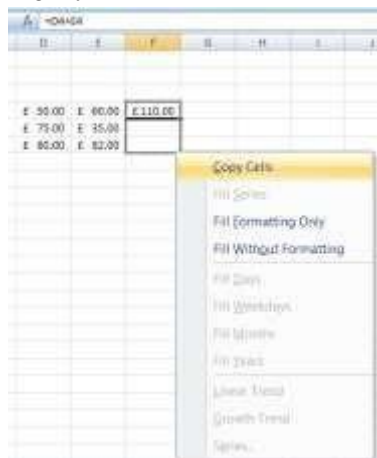 =D4+E4
D E F G H I J
£ 50.00 £ 60.00 £110.00
£ 75.00 £ 35.00
£ 80.00 £ 82.00
Copy Cells
Fill Series
Fill Formatting Only
Fill Without Formatting
Fill Days
Fill Weekdays
Fill Months
Fill Years
Linear Trend
Growth Trend
Series...